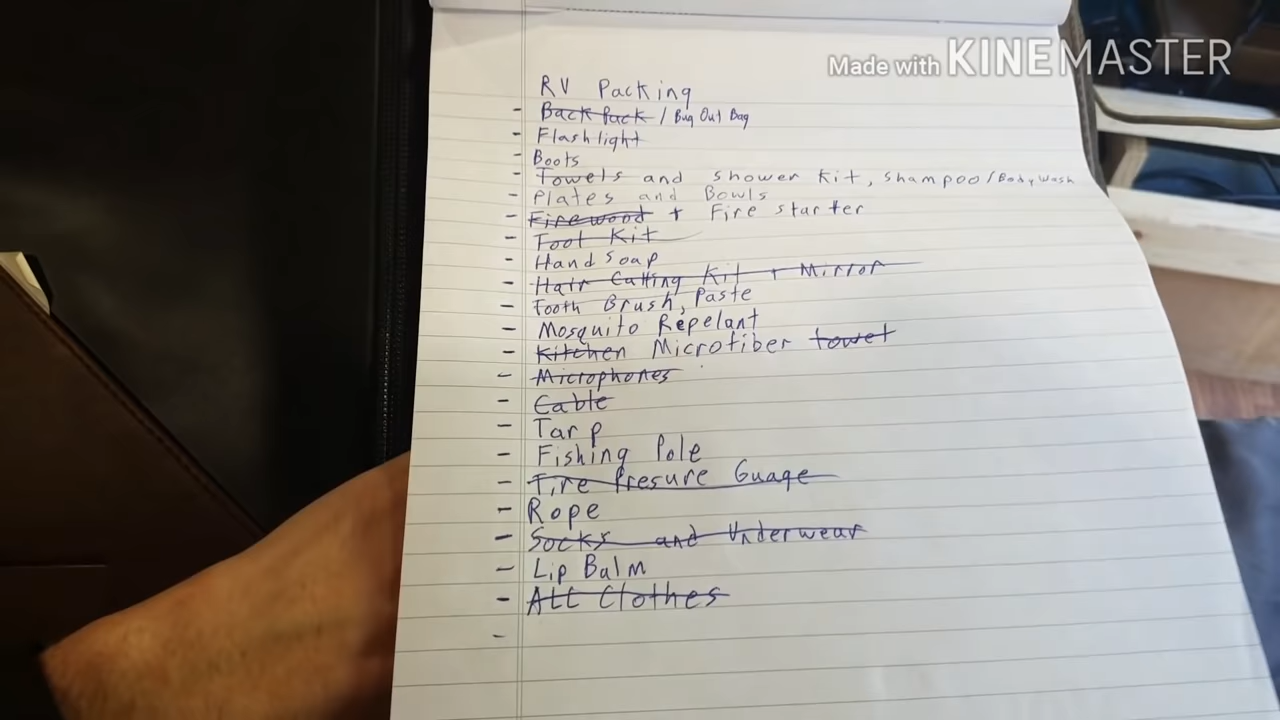 Made with KINEMASTER
RV Packing
- Back Pack / Bug Out Bag
- Flashlight
- Boots
- Towels and shower Kit, Shampoo/Body Wash
- Plates and Bowls
- Firewood + Fire starter
- Tool Kit
- Hand soap
- Hair Cutting Kit + Mirror
- Tooth Brush, Paste
- Mosquito Repelant
- Kitchen Microfiber towel
- Microphones
- Cable
- Tarp
- Fishing Pole
- Tire Presure Guage
- Rope
- Socks and Underwear
- Lip Balm
- All Clothes
-